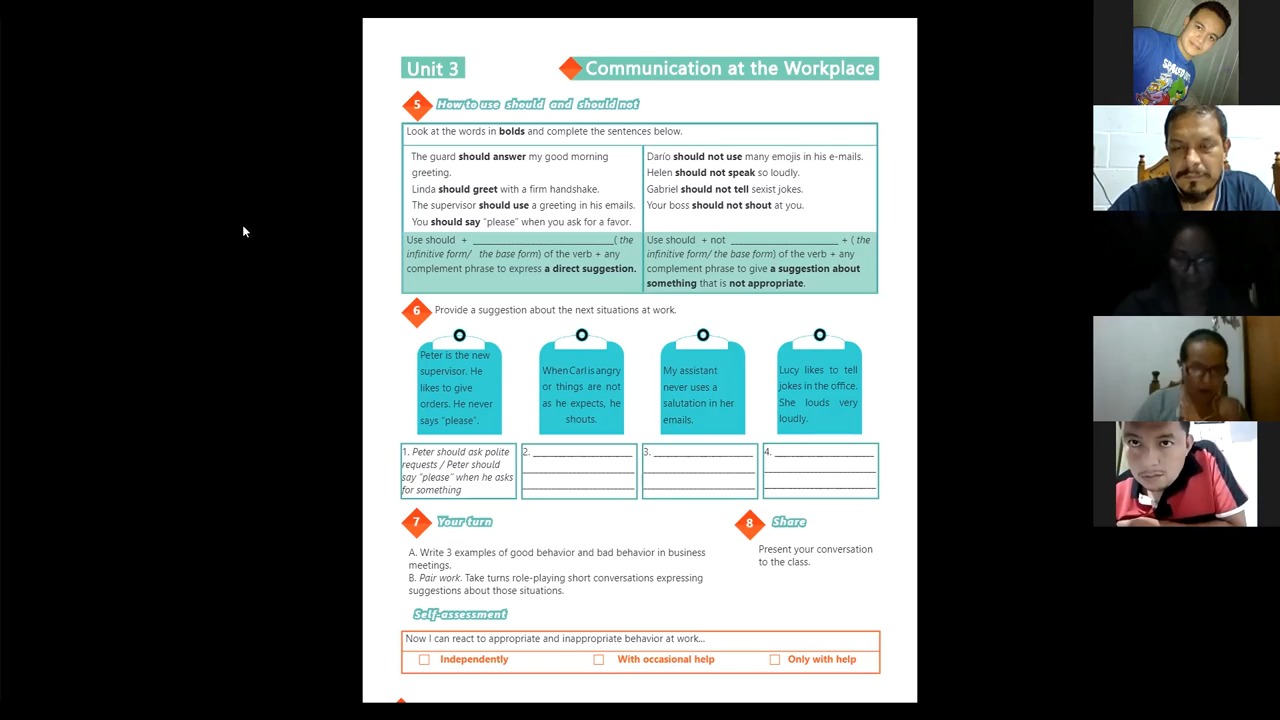 Unit 3
Communication at the Workplace
5 How to use should and should not
Look at the words in bolds and complete the sentences below.
The guard should answer my good morning
greeting.
Linda should greet with a firm handshake.
The supervisor should use a greeting in his emails.
You should say “please” when you ask for a favor.
Darío should not use many emojis in his e-mails.
Helen should not speak so loudly.
Gabriel should not tell sexist jokes.
Your boss should not shout at you.
Use should + ____________________________( the
infinitive form/ the base form) of the verb + any
complement phrase to express a direct suggestion.
Use should + not _____________________ + ( the
infinitive form/ the base form) of the verb + any
complement phrase to give a suggestion about
something that is not appropriate.
6 Provide a suggestion about the next situations at work.
Peter is the new
supervisor. He
likes to give
orders. He never
says “please”.
When Carl is angry
or things are not
as he expects, he
shouts.
My assistant
never uses a
salutation in her
emails.
Lucy likes to tell
jokes in the office.
She louds very
loudly.
1. Peter should ask polite
requests / Peter should
say “please” when he asks
for something
2. ____________________
3. ____________________
4. ____________________
7 Your turn
A. Write 3 examples of good behavior and bad behavior in business
meetings.
B. Pair work. Take turns role-playing short conversations expressing
suggestions about those situations.
8 Share
Present your conversation
to the class.
Self-assessment
Now I can react to appropriate and inappropriate behavior at work...
Independently
With occasional help
Only with help